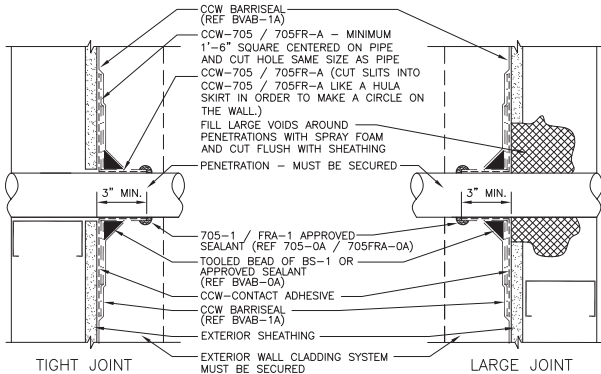 CCW BARRISEAL
(REF BVAB-1A)
CCW-705 / 705FR-A - MINIMUM
1'-6" SQUARE CENTERED ON PIPE
AND CUT HOLE SAME SIZE AS PIPE
CCW-705 / 705FR-A (CUT SLITS INTO
CCW-705 / 705FR-A LIKE A HULA
SKIRT IN ORDER TO MAKE A CIRCLE ON
THE WALL.)
FILL LARGE VOIDS AROUND
PENETRATIONS WITH SPRAY FOAM
AND CUT FLUSH WITH SHEATHING
PENETRATION - MUST BE SECURED
3" MIN.
3" MIN.
705-1 / FRA-1 APPROVED
SEALANT (REF 705-0A / 705FRA-0A)
TOOLED BEAD OF BS-1 OR
APPROVED SEALANT
(REF BVAB-0A)
CCW-CONTACT ADHESIVE
CCW BARRISEAL
(REF BVAB-1A)
EXTERIOR SHEATHING
EXTERIOR WALL CLADDING SYSTEM
MUST BE SECURED
TIGHT JOINT
LARGE JOINT